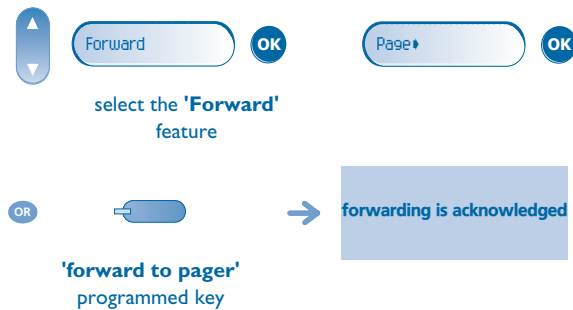 Forward OK Page OK
select the 'Forward'
feature
OR forwarding is acknowledged
'forward to pager'
programmed key